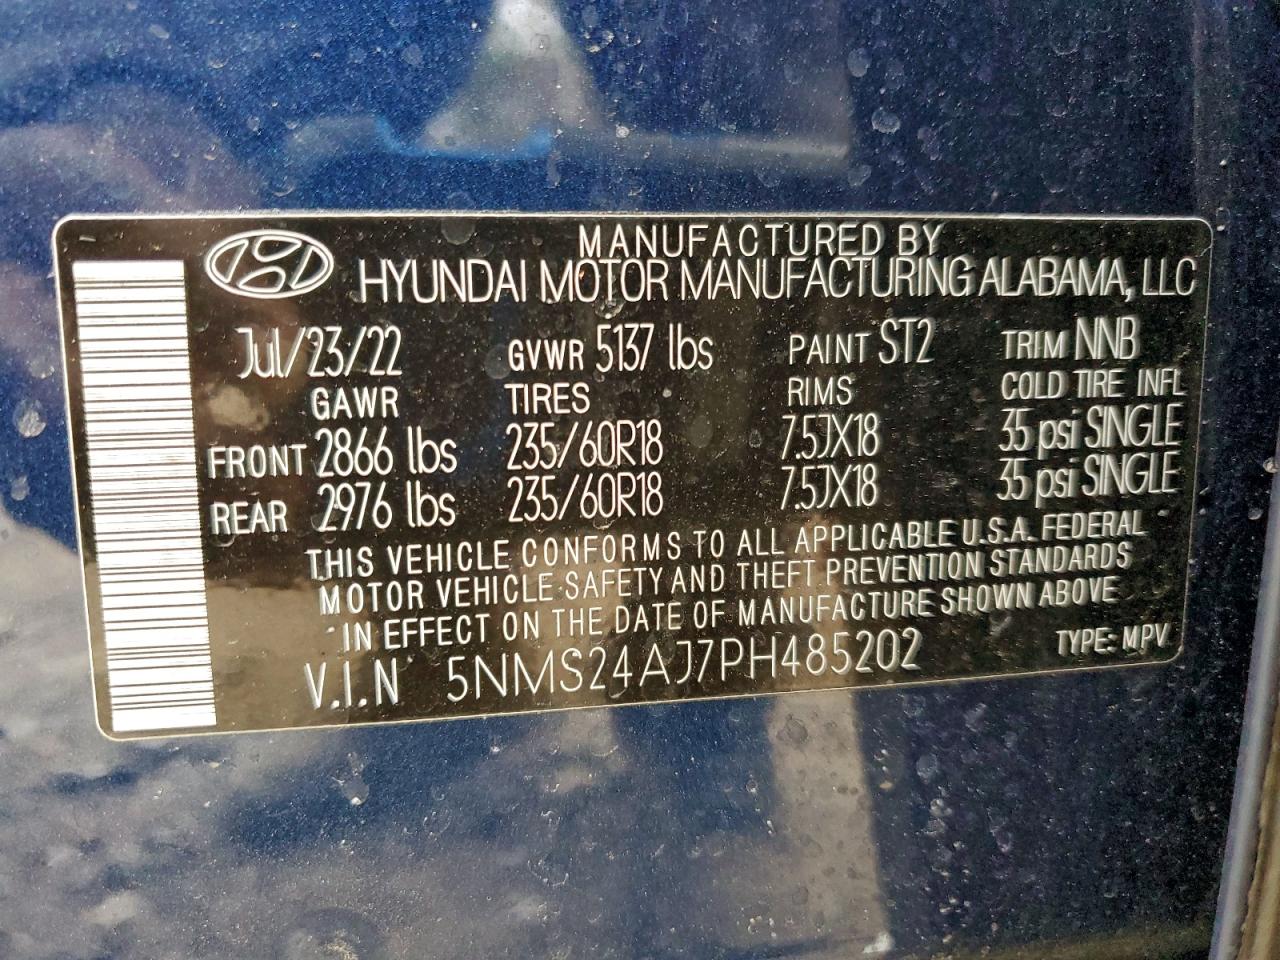 MANUFACTURED BY
HYUNDAI MOTOR MANUFACTURING ALABAMA, LLC
Jul/23/22 GVWR 5137 lbs PAINT ST2 TRIM NNB
GAWR TIRES RIMS COLD TIRE INFL
FRONT 2866 lbs 235/60R18 7.5JX18 35 psi SINGLE
REAR 2976 lbs 235/60R18 7.5JX18 35 psi SINGLE
THIS VEHICLE CONFORMS TO ALL APPLICABLE U.S.A. FEDERAL
MOTOR VEHICLE SAFETY AND THEFT PREVENTION STANDARDS
IN EFFECT ON THE DATE OF MANUFACTURE SHOWN ABOVE
V.I.N 5NMS24AJ7PH485202 TYPE: MPV